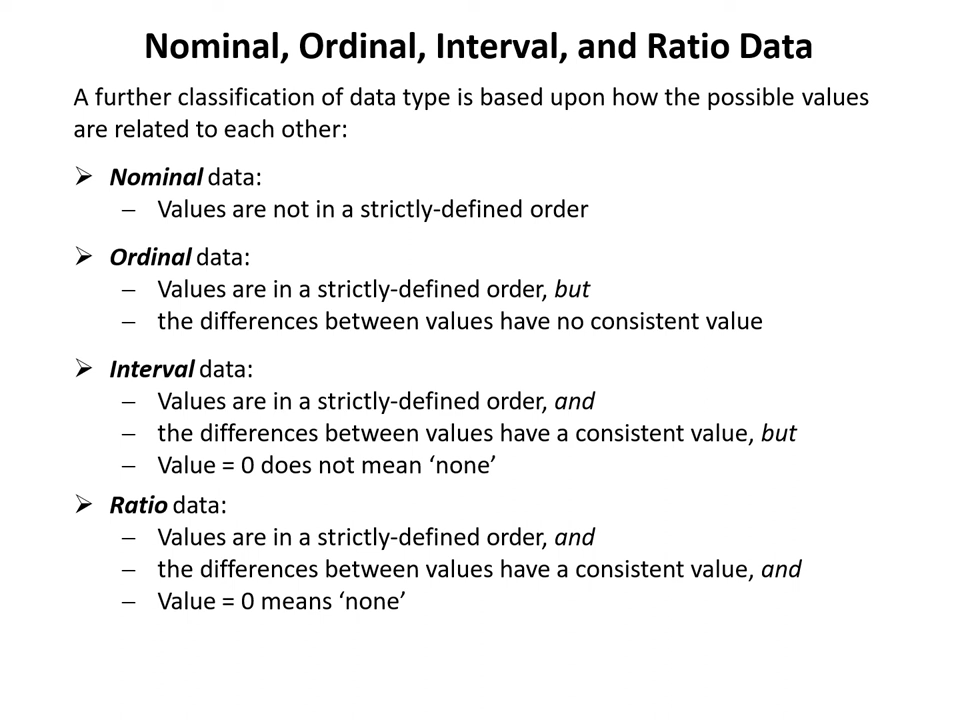 Nominal, Ordinal, Interval, and Ratio Data
A further classification of data type is based upon how the possible values
are related to each other:
➢ Nominal data:
– Values are not in a strictly-defined order
➢ Ordinal data:
– Values are in a strictly-defined order, but
– the differences between values have no consistent value
➢ Interval data:
– Values are in a strictly-defined order, and
– the differences between values have a consistent value, but
– Value = 0 does not mean ‘none’
➢ Ratio data:
– Values are in a strictly-defined order, and
– the differences between values have a consistent value, and
– Value = 0 means ‘none’